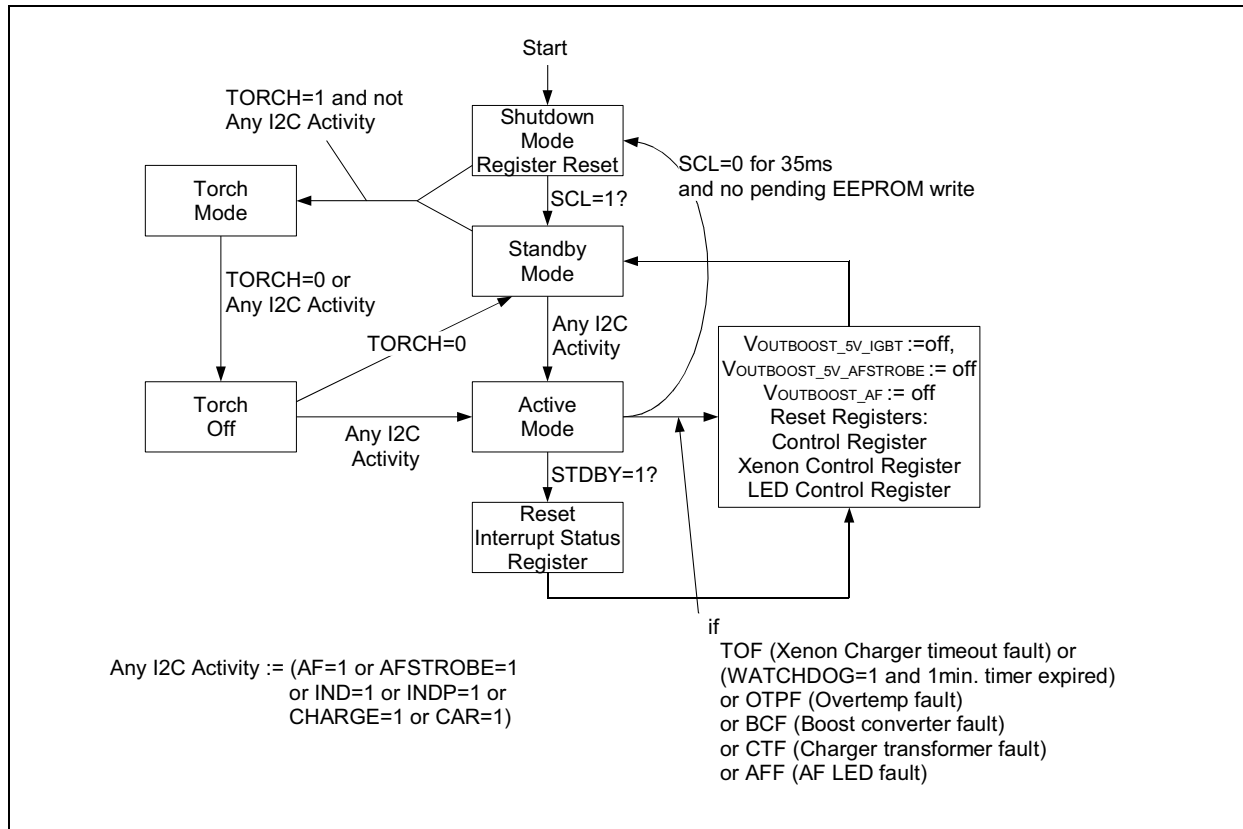 Start
TORCH=1 and not
Any I2C Activity
Shutdown
Mode
Register Reset
SCL=0 for 35ms
and no pending EEPROM write
SCL=1?
Torch
Mode
Standby
Mode
TORCH=0 or
Any I2C Activity
TORCH=0
Any I2C
Activity
VOUTBOOST_5V_IGBT :=off,
VOUTBOOST_5V_AFSTROBE := off
VOUTBOOST_AF := off
Reset Registers:
Control Register
Xenon Control Register
LED Control Register
Torch
Off
Any I2C
Activity
Active
Mode
STDBY=1?
Reset
Interrupt Status
Register
if
TOF (Xenon Charger timeout fault) or
(WATCHDOG=1 and 1min. timer expired)
or OTPF (Overtemp fault)
or BCF (Boost converter fault)
or CTF (Charger transformer fault)
or AFF (AF LED fault)
Any I2C Activity := (AF=1 or AFSTROBE=1
or IND=1 or INDP=1 or
CHARGE=1 or CAR=1)